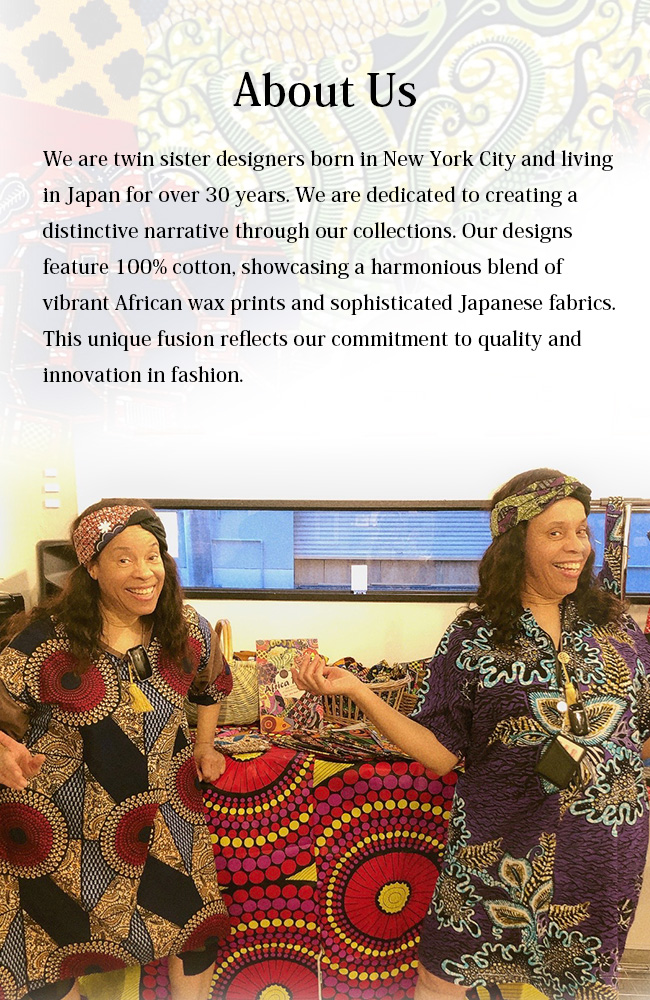 About Us
We are twin sister designers born in New York City and living
in Japan for over 30 years. We are dedicated to creating a
distinctive narrative through our collections. Our designs
feature 100% cotton, showcasing a harmonious blend of
vibrant African wax prints and sophisticated Japanese fabrics.
This unique fusion reflects our commitment to quality and
innovation in fashion.